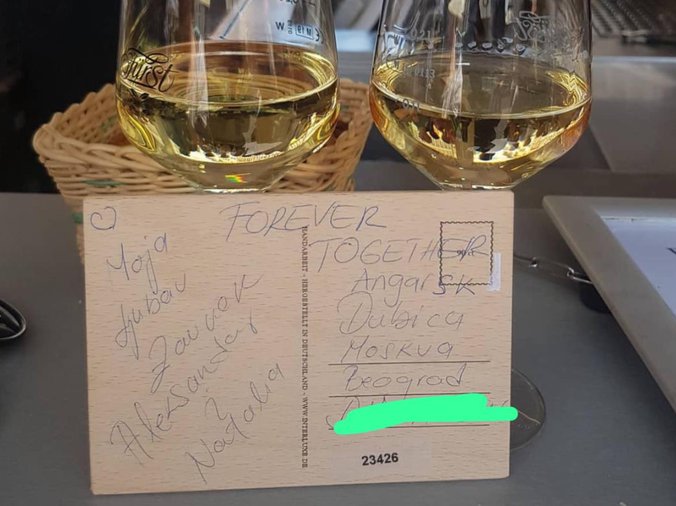 Fürst
FOREVER
TOGETHER
Moja
ljubav
Zauvek
Aleksandar
i
Natalia
HANDARBEIT - HERGESTELLT IN DEUTSCHLAND - WWW.INTERLUXE.DE
Angarsk
Dubica
Moskva
Beograd
23426